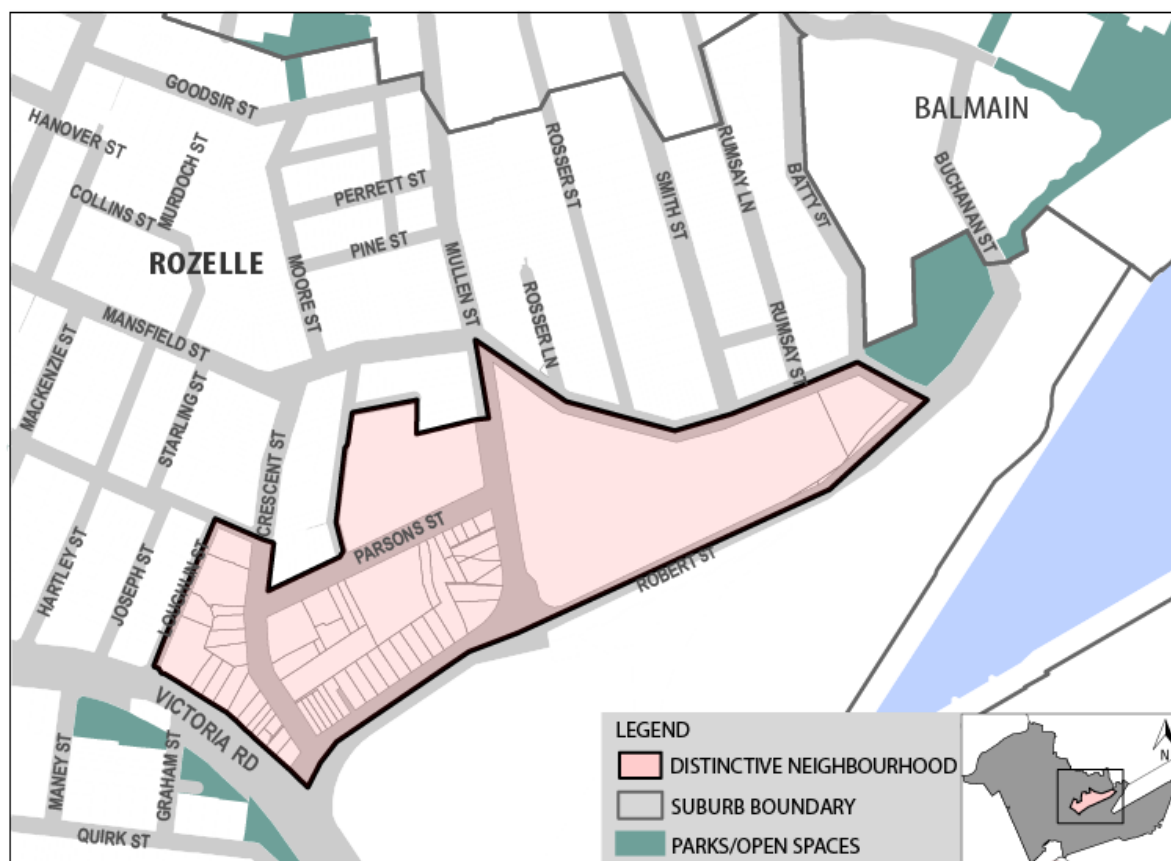 GOODSIR ST
HANOVER ST
MURDOCH ST
COLLINS ST
PERRETT ST
PINE ST
ROZELLE
MOORE ST
MULLEN ST
ROSSER ST
ROSSER LN
SMITH ST
RUMSAY LN
RUMSAY ST
BATTY ST
BALMAIN
BUCHANAN ST
MANSFIELD ST
MACKENZIE ST
STARLING ST
CRESCENT ST
HARTLEY ST
JOSEPH ST
LOUGHLIN ST
PARSONS ST
ROBERT ST
VICTORIA RD
MANEY ST
GRAHAM ST
QUIRK ST
LEGEND
DISTINCTIVE NEIGHBOURHOOD
SUBURB BOUNDARY
PARKS/OPEN SPACES
N